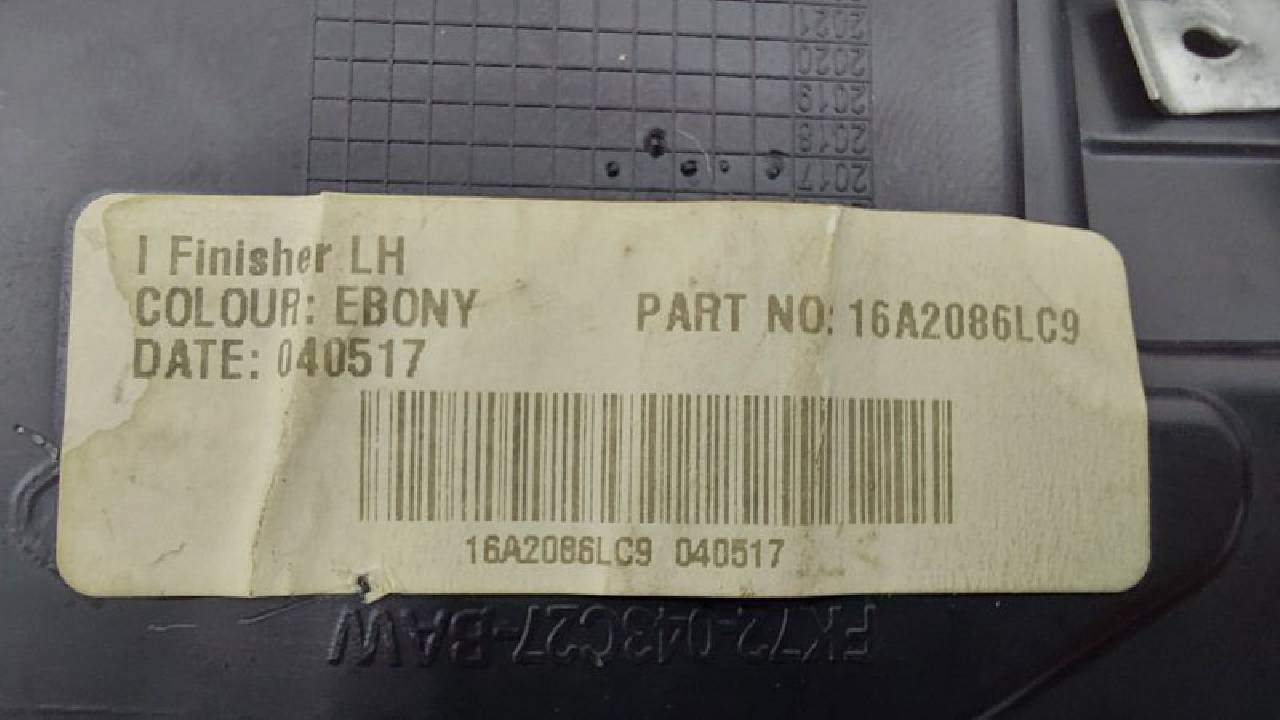 2021
2020
2019
2018
2017
I Finisher LH
COLOUR: EBONY
PART NO: 16A2086LC9
DATE: 040517
16A2086LC9 040517
FK72-043C27-BAW